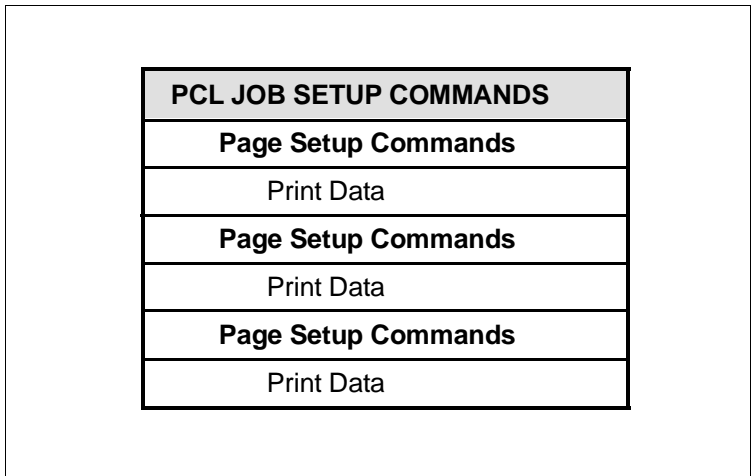 PCL JOB SETUP COMMANDS
Page Setup Commands
Print Data
Page Setup Commands
Print Data
Page Setup Commands
Print Data